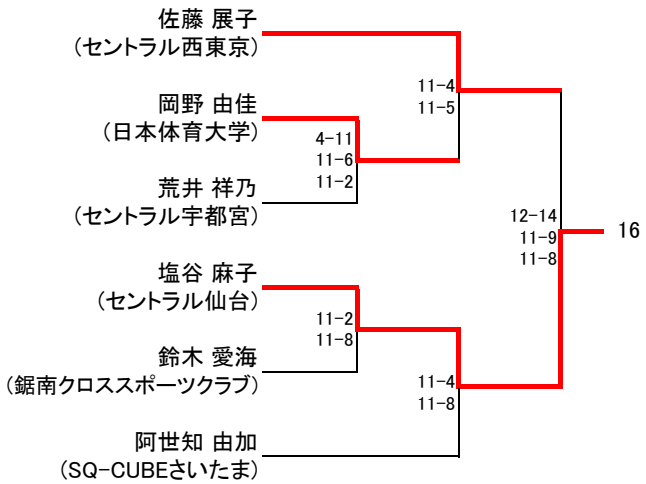 佐藤 展子
(セントラル西東京)
11-4
11-5
岡野 由佳
(日本体育大学)
4-11
11-6
11-2
荒井 祥乃
(セントラル宇都宮)
12-14
11-9
11-8
16
塩谷 麻子
(セントラル仙台)
11-2
11-8
鈴木 愛海
(鋸南クロススポーツクラブ)
11-4
11-8
阿世知 由加
(SQ-CUBEさいたま)